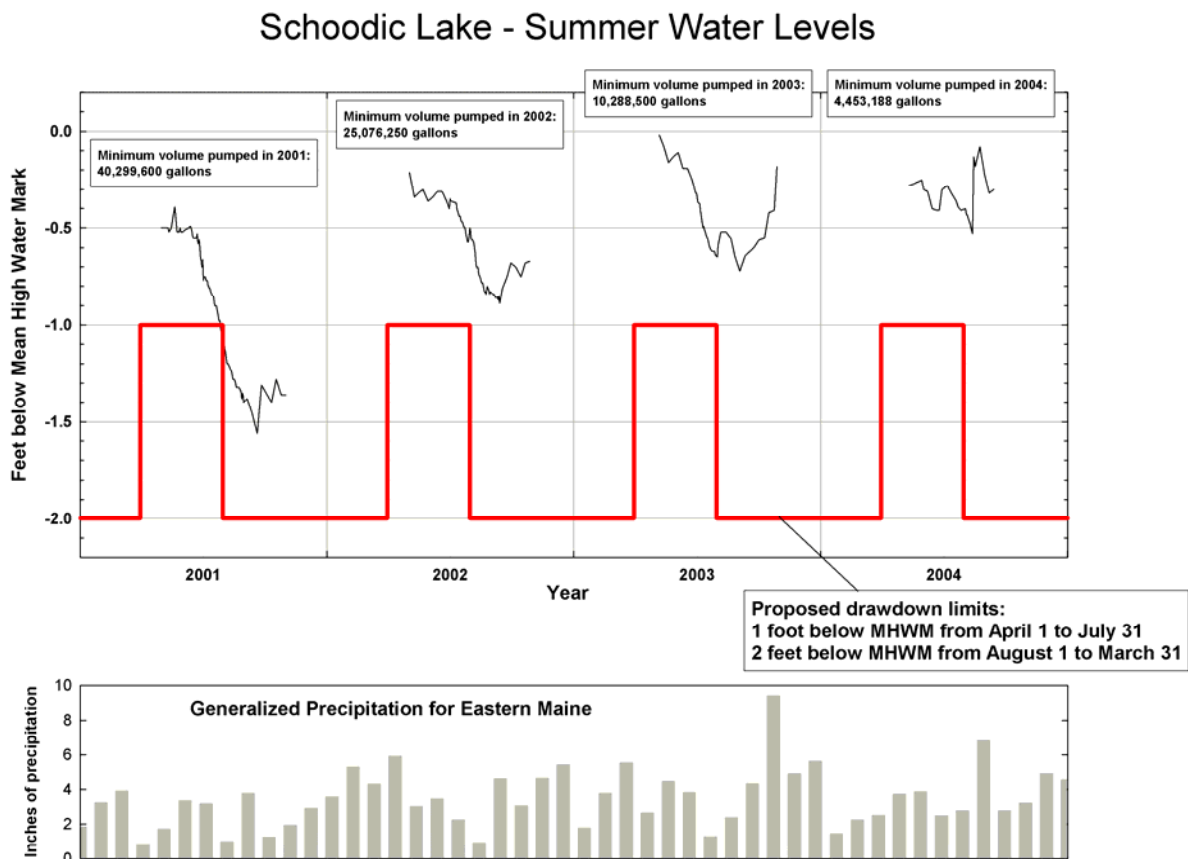 Schoodic Lake - Summer Water Levels
Minimum volume pumped in 2001:
40,299,600 gallons
Minimum volume pumped in 2002:
25,076,250 gallons
Minimum volume pumped in 2003:
10,288,500 gallons
Minimum volume pumped in 2004:
4,453,188 gallons
Feet below Mean High Water Mark
0.0
-0.5
-1.0
-1.5
-2.0
2001
2002
2003
2004
Year
Proposed drawdown limits:
1 foot below MHWM from April 1 to July 31
2 feet below MHWM from August 1 to March 31
Generalized Precipitation for Eastern Maine
Inches of precipitation
10
8
6
4
2
0